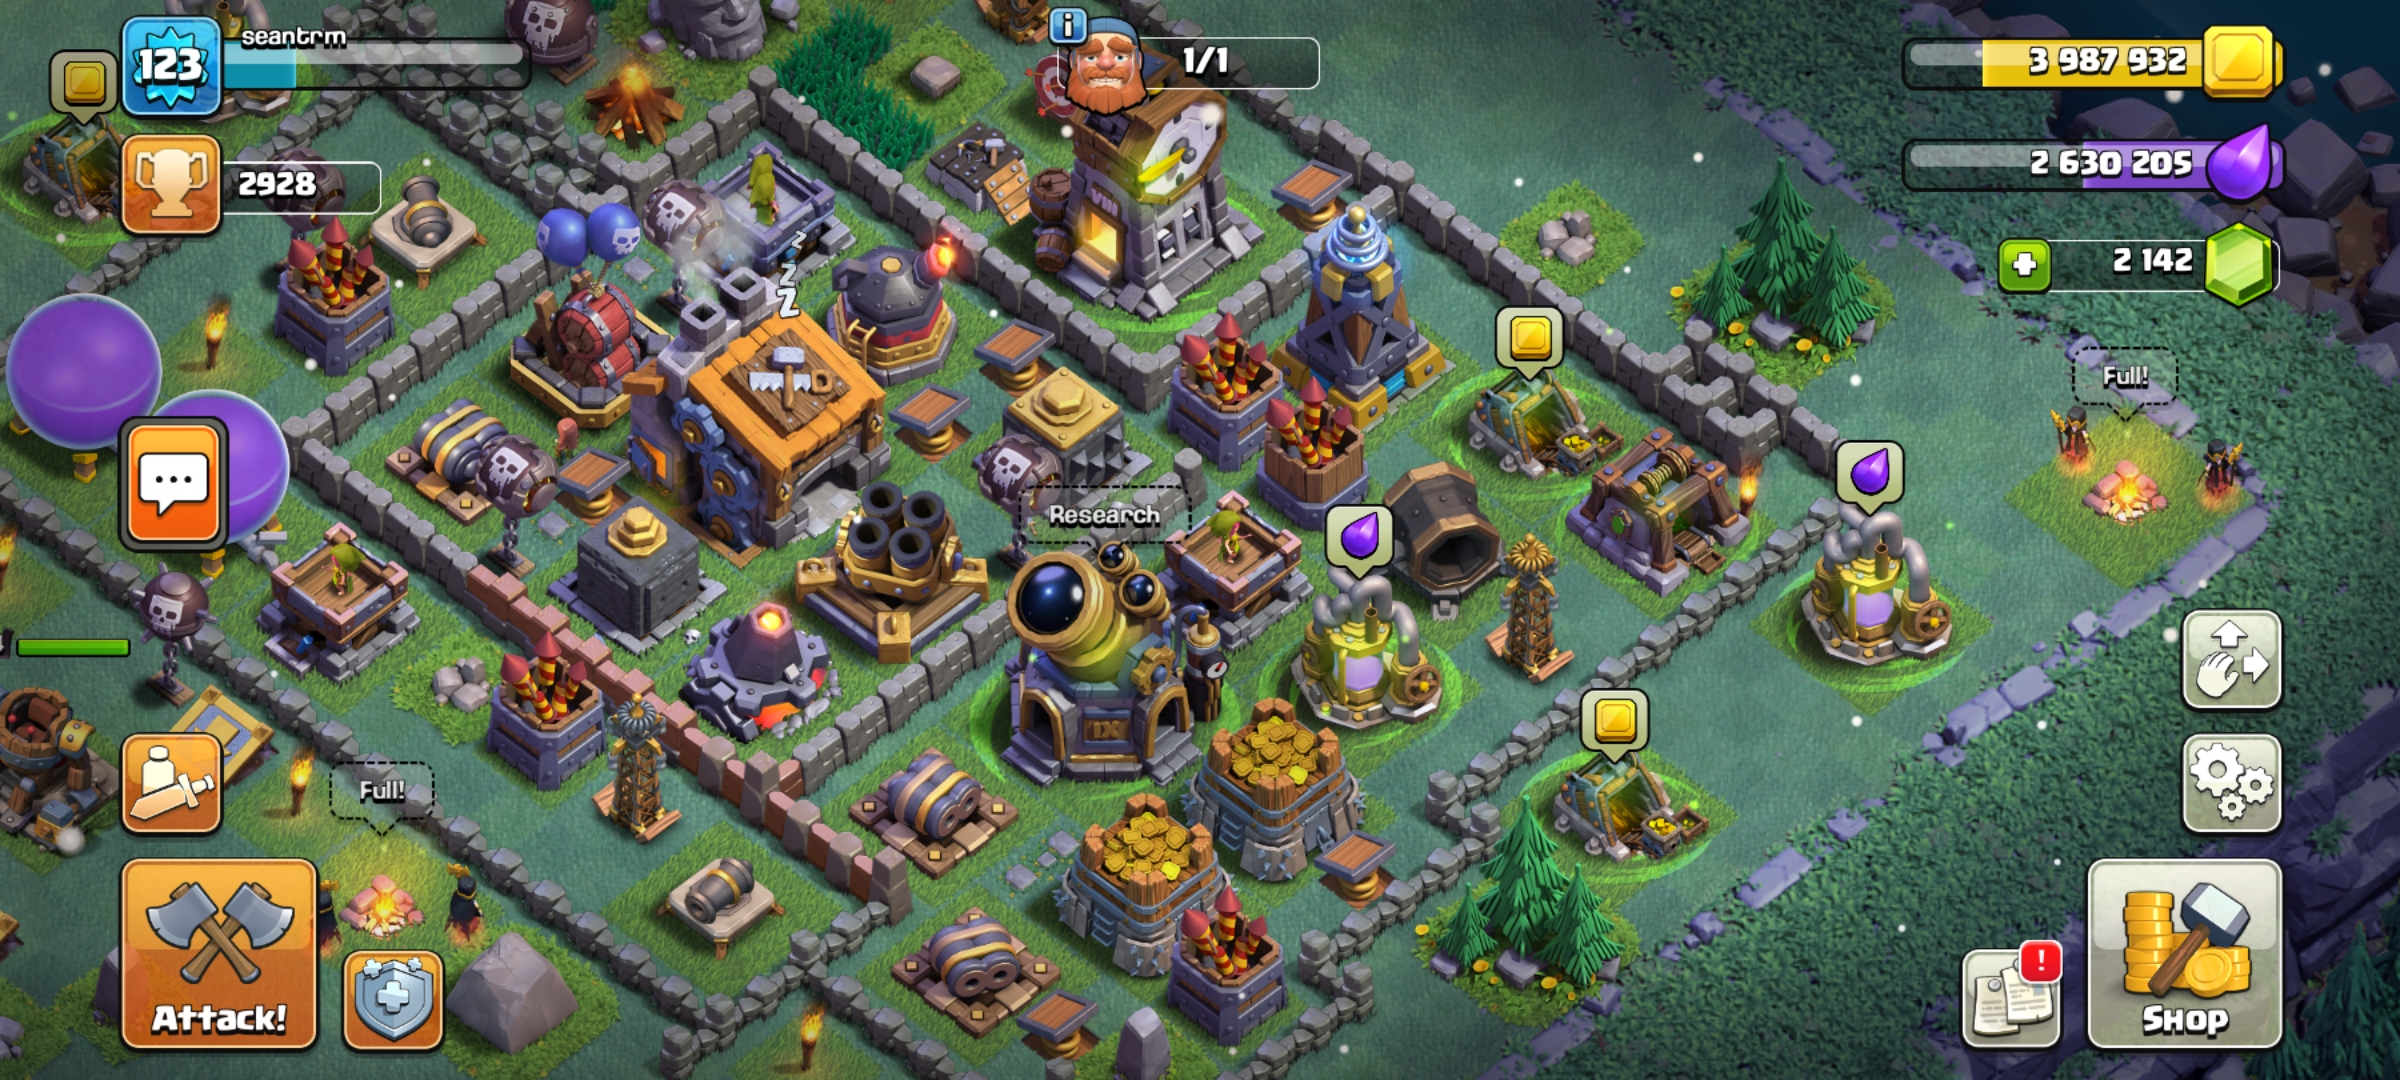 seantrm
123
1/1
3 987 932
2928
2 630 205
2 142
VIII
z
z
z
Full!
Research
IX
Full!
Attack!
!
Shop